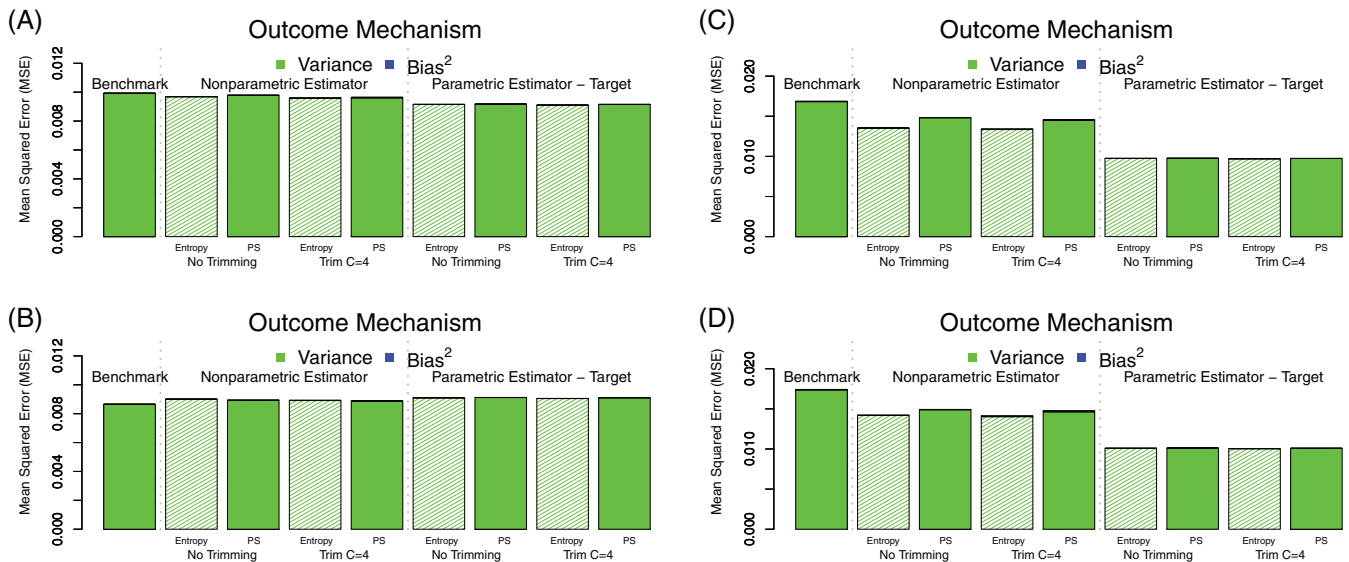 (A)
Outcome Mechanism
Variance Bias²
Benchmark Nonparametric Estimator Parametric Estimator – Target
Mean Squared Error (MSE)
0.012
0.008
0.004
0.000
Entropy PS Entropy PS Entropy PS Entropy PS
No Trimming Trim C=4 No Trimming Trim C=4
(B)
Outcome Mechanism
Variance Bias²
Benchmark Nonparametric Estimator Parametric Estimator – Target
Mean Squared Error (MSE)
0.012
0.008
0.004
0.000
Entropy PS Entropy PS Entropy PS Entropy PS
No Trimming Trim C=4 No Trimming Trim C=4
(C)
Outcome Mechanism
Variance Bias²
Benchmark Nonparametric Estimator Parametric Estimator – Target
Mean Squared Error (MSE)
0.020
0.010
0.000
Entropy PS Entropy PS Entropy PS Entropy PS
No Trimming Trim C=4 No Trimming Trim C=4
(D)
Outcome Mechanism
Variance Bias²
Benchmark Nonparametric Estimator Parametric Estimator – Target
Mean Squared Error (MSE)
0.020
0.010
0.000
Entropy PS Entropy PS Entropy PS Entropy PS
No Trimming Trim C=4 No Trimming Trim C=4